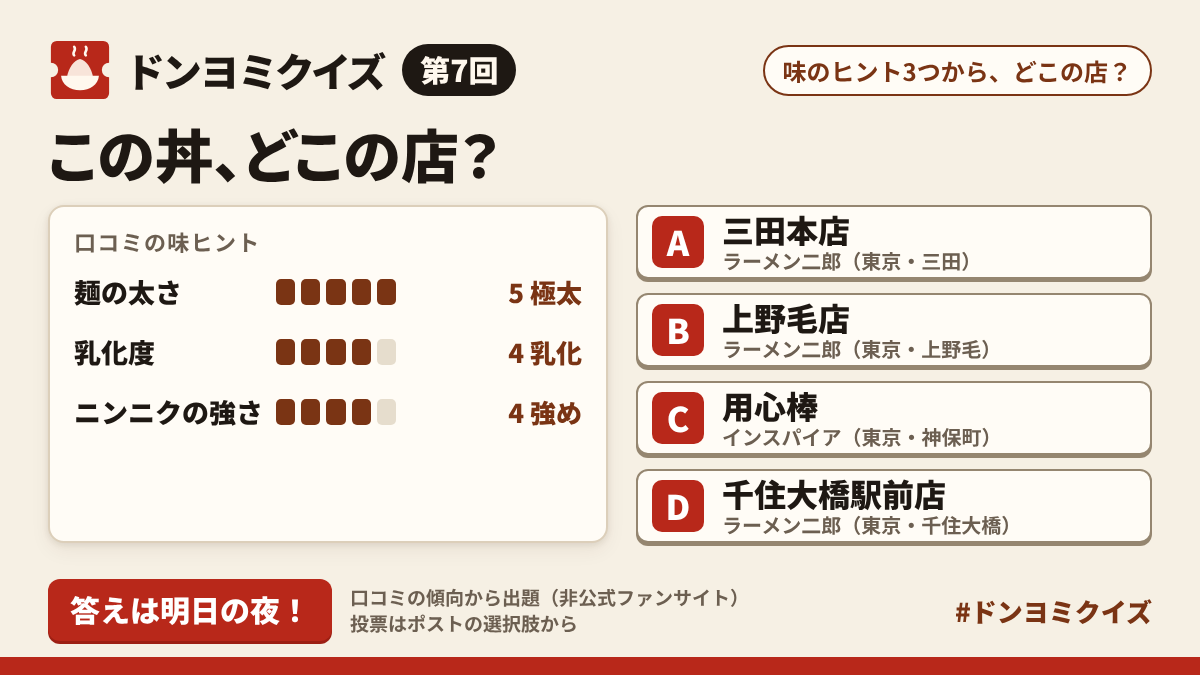 ドンヨミクイズ 第7回
味のヒント3つから、どこの店？
この丼、どこの店？
口コミの味ヒント
麺の太さ 5 極太
乳化度 4 乳化
ニンニクの強さ 4 強め
A 三田本店
ラーメン二郎（東京・三田）
B 上野毛店
ラーメン二郎（東京・上野毛）
C 用心棒
インスパイア（東京・神保町）
D 千住大橋駅前店
ラーメン二郎（東京・千住大橋）
答えは明日の夜！
口コミの傾向から出題（非公式ファンサイト）
投票はポストの選択肢から
#ドンヨミクイズ